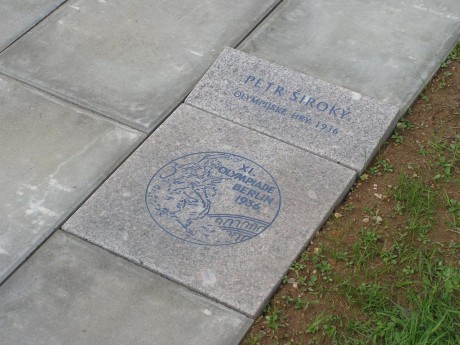 PETR ŠIROKÝ
OLYMPIJSKÉ HRY 1936
XI.
OLYMPIADE
BERLIN
1936